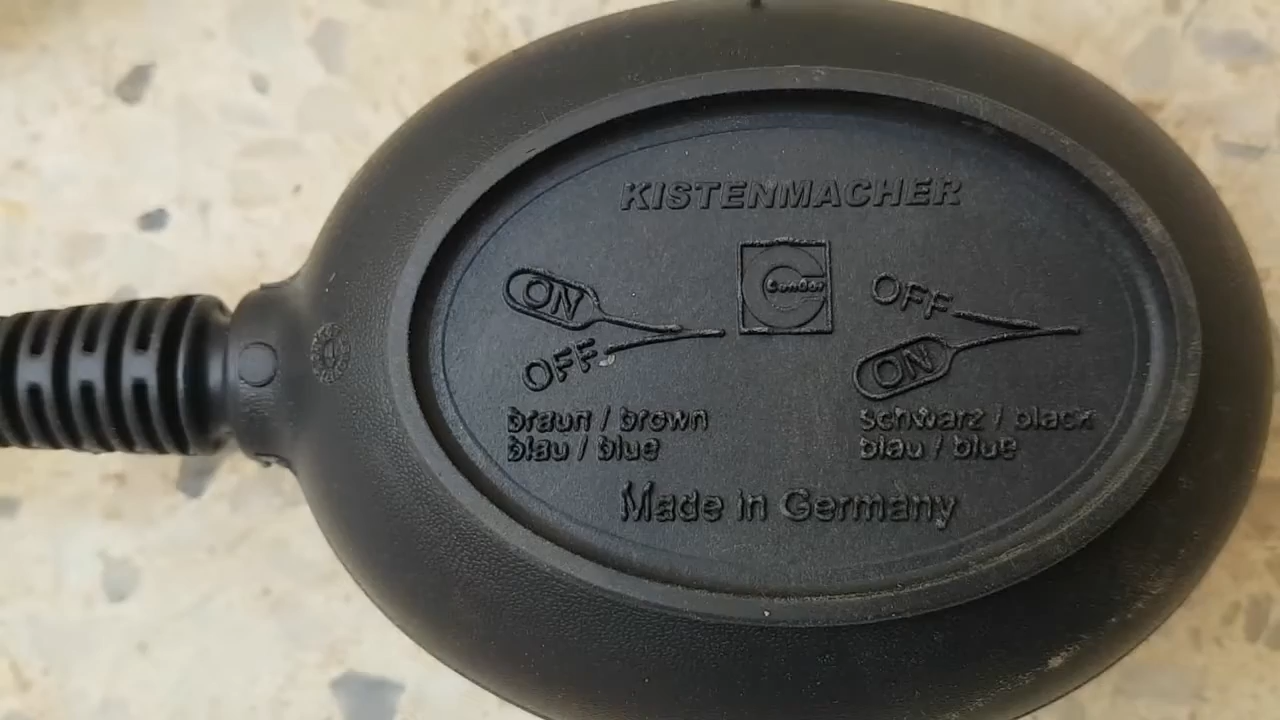 KISTENMACHER
Condor
ON
OFF
OFF
ON
braun / brown
blau / blue
schwarz / black
blau / blue
Made in Germany